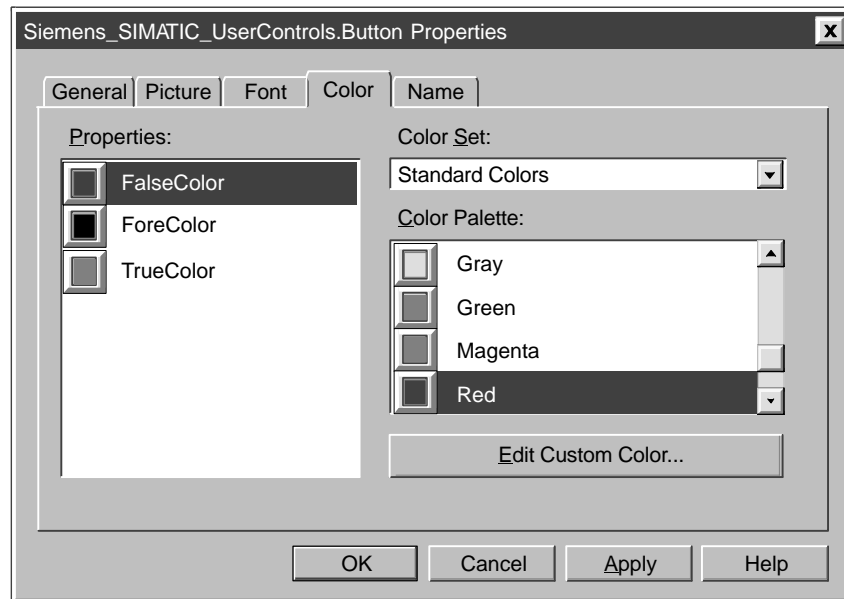 Siemens_SIMATIC_UserControls.Button Properties
General Picture Font Color Name
Properties:
FalseColor
ForeColor
TrueColor
Color Set:
Standard Colors
Color Palette:
Gray
Green
Magenta
Red
Edit Custom Color...
OK Cancel Apply Help